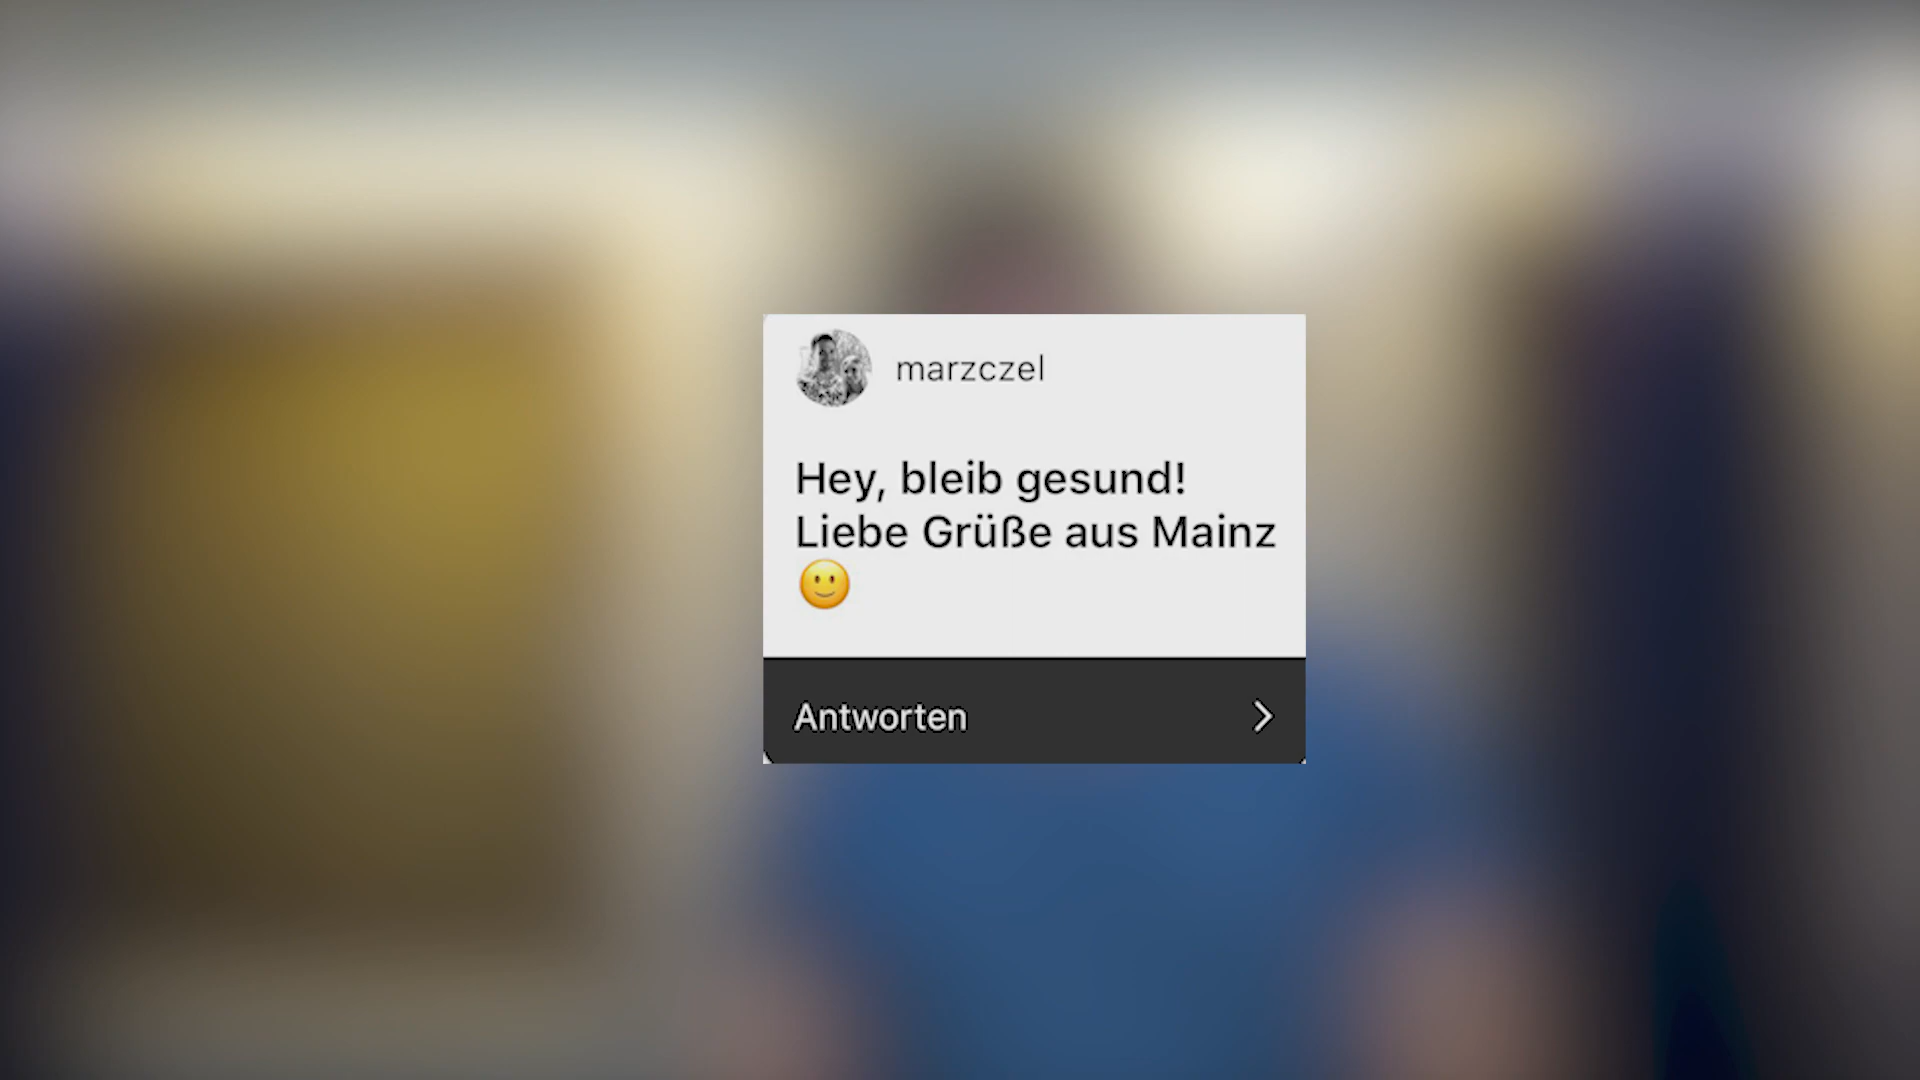 marzczel
Hey, bleib gesund!
Liebe Grüße aus Mainz
🙂
Antworten